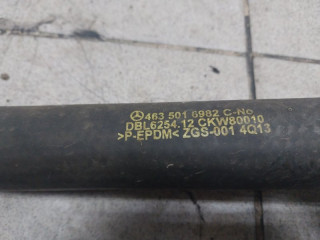 463 501 6982 C-No
DBL6254.12 CKW80010
>P-EPDM< ZGS-001 4Q13